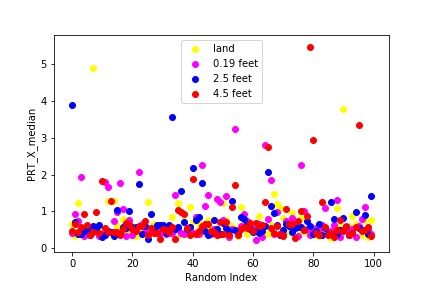 land
0.19 feet
2.5 feet
4.5 feet
PRT_X_median
5
4
3
2
1
0
0 20 40 60 80 100
Random Index